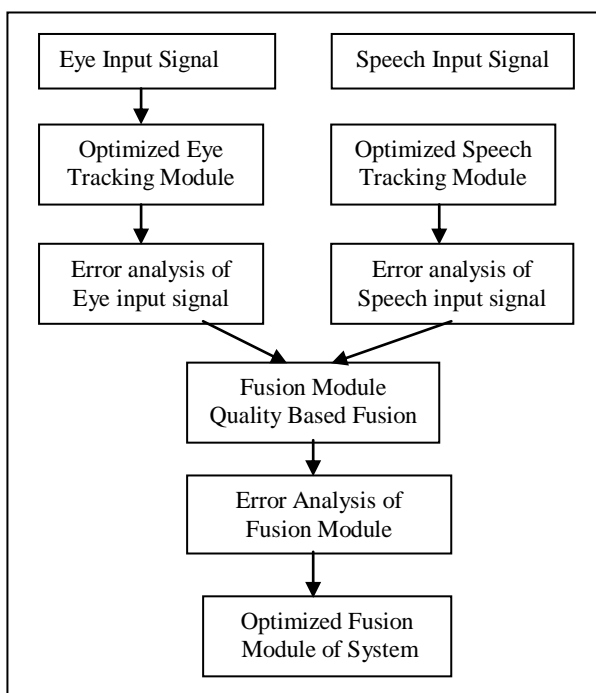 Eye Input Signal
Speech Input Signal
Optimized Eye
Tracking Module
Optimized Speech
Tracking Module
Error analysis of
Eye input signal
Error analysis of
Speech input signal
Fusion Module
Quality Based Fusion
Error Analysis of
Fusion Module
Optimized Fusion
Module of System